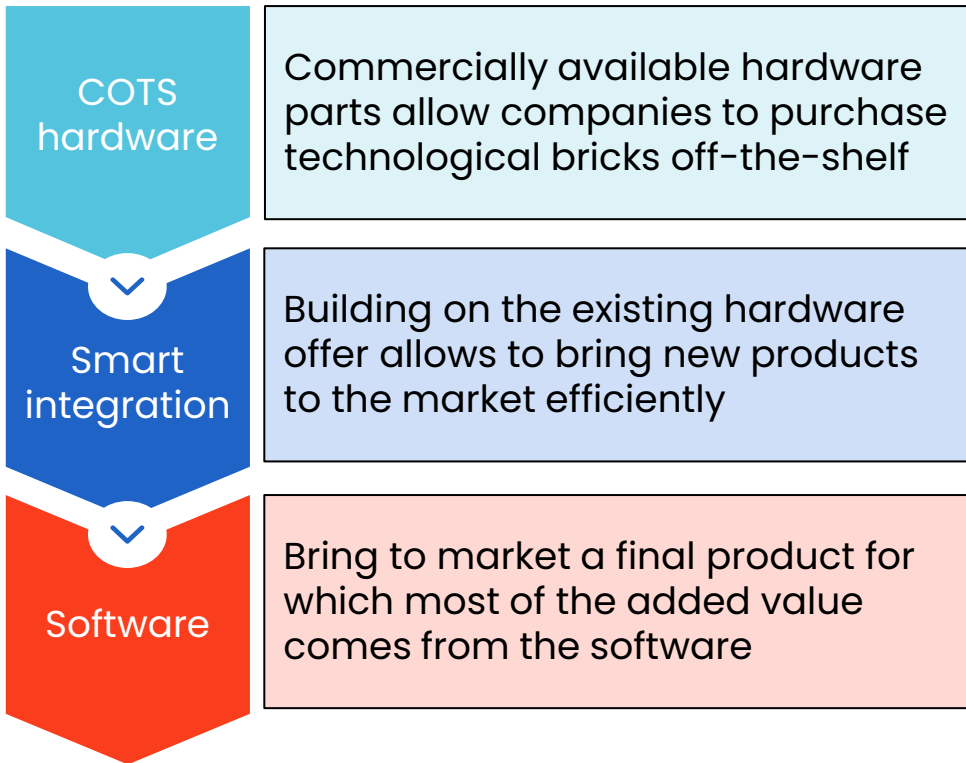 COTS
hardware
Commercially available hardware
parts allow companies to purchase
technological bricks off-the-shelf
Smart
integration
Building on the existing hardware
offer allows to bring new products
to the market efficiently
Software
Bring to market a final product for
which most of the added value
comes from the software